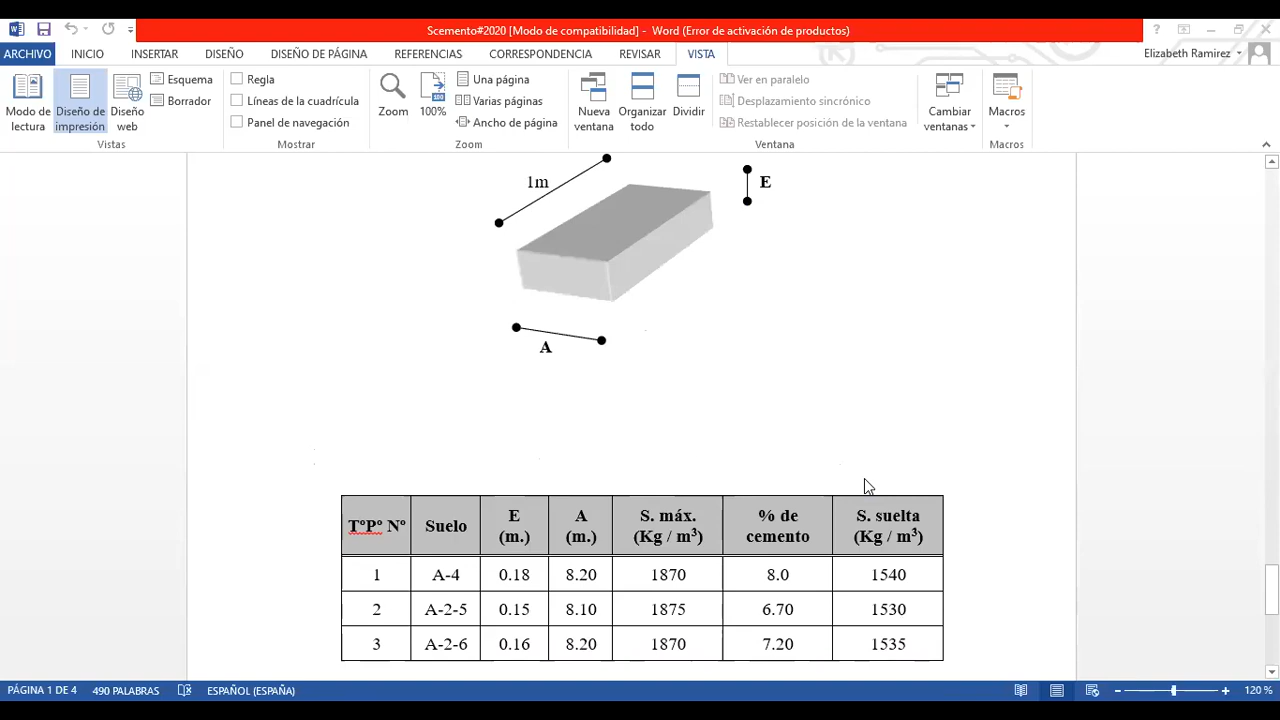 Scemento#2020 [Modo de compatibilidad] - Word (Error de activación de productos)
ARCHIVO INICIO INSERTAR DISEÑO DISEÑO DE PÁGINA REFERENCIAS CORRESPONDENCIA REVISAR VISTA Elizabeth Ramirez
Modo de lectura
Diseño de impresión
Diseño web
Esquema
Borrador
Vistas
Regla
Líneas de la cuadrícula
Panel de navegación
Mostrar
Zoom
100%
Una página
Varias páginas
Ancho de página
Zoom
Nueva ventana
Organizar todo
Dividir
Ver en paralelo
Desplazamiento sincrónico
Restablecer posición de la ventana
Ventana
Cambiar ventanas
Macros
Macros
1m
E
A
TºPº Nº Suelo E (m.) A (m.) S. máx. (Kg / m³) % de cemento S. suelta (Kg / m³)
1 A-4 0.18 8.20 1870 8.0 1540
2 A-2-5 0.15 8.10 1875 6.70 1530
3 A-2-6 0.16 8.20 1870 7.20 1535
PÁGINA 1 DE 4 490 PALABRAS ESPAÑOL (ESPAÑA) 120 %